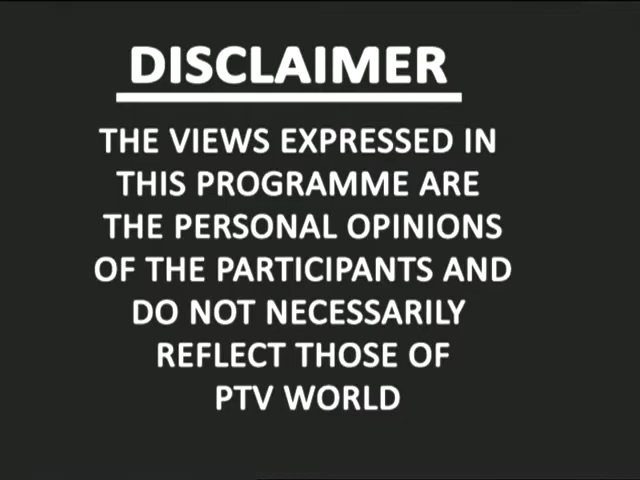 DISCLAIMER
THE VIEWS EXPRESSED IN
THIS PROGRAMME ARE
THE PERSONAL OPINIONS
OF THE PARTICIPANTS AND
DO NOT NECESSARILY
REFLECT THOSE OF
PTV WORLD